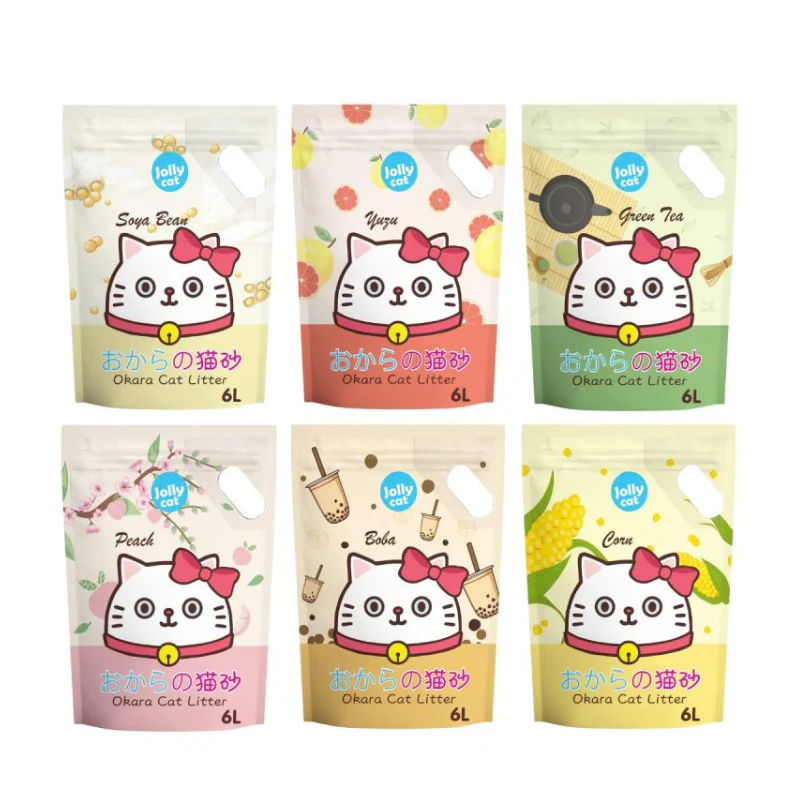 Jolly
cat
Soya Bean
おからの猫砂
Okara Cat Litter
6L
Jolly
cat
Yuzu
おからの猫砂
Okara Cat Litter
6L
Jolly
cat
Green Tea
おからの猫砂
Okara Cat Litter
6L
Jolly
cat
Peach
おからの猫砂
Okara Cat Litter
6L
Jolly
cat
Boba
おからの猫砂
Okara Cat Litter
6L
Jolly
cat
Corn
おからの猫砂
Okara Cat Litter
6L